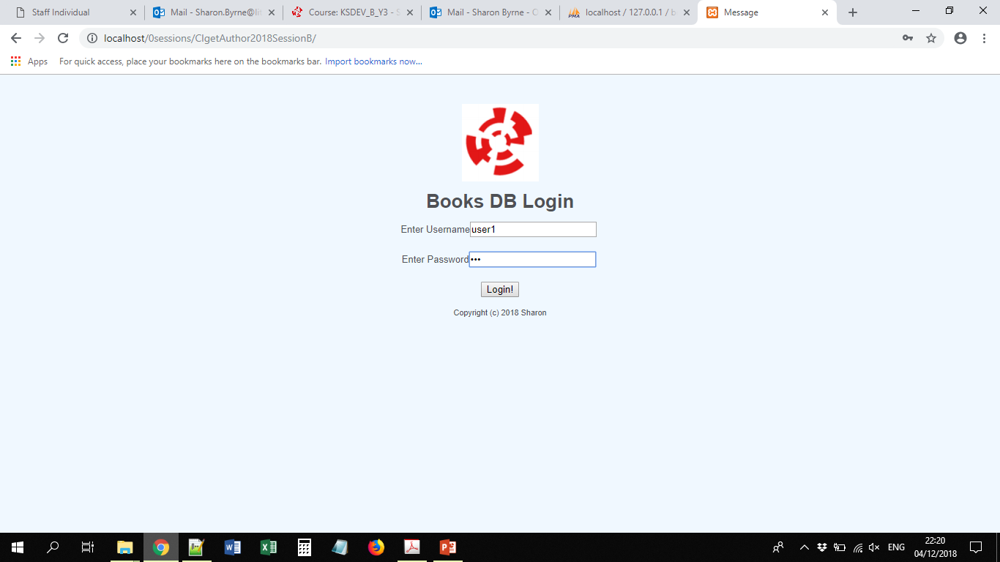 Staff Individual
Mail - Sharon.Byrne@lit
Course: KSDEV_B_Y3 - S
Mail - Sharon Byrne - O
localhost / 127.0.0.1 / b
Message
localhost/0sessions/CIgetAuthor2018SessionB/
Apps
For quick access, place your bookmarks here on the bookmarks bar. Import bookmarks now...
Books DB Login
Enter Username user1
Enter Password •••
Login!
Copyright (c) 2018 Sharon
ENG
22:20
04/12/2018